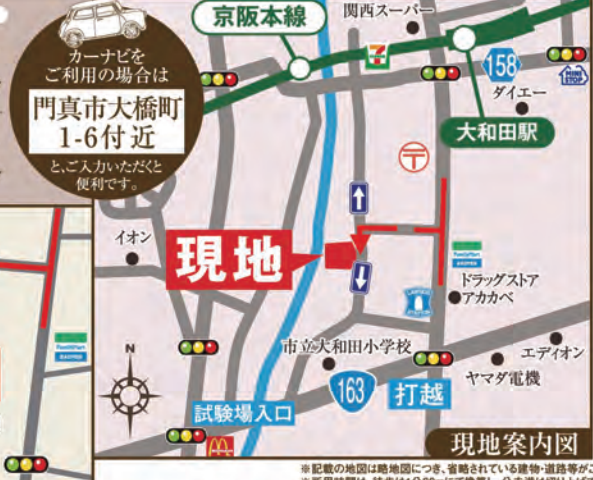 カーナビを
ご利用の場合は
門真市大橋町
1-6付近
と、ご入力いただくと
便利です。
京阪本線
関西スーパー
7
158
MINI STOP
ダイエー
大和田駅
イオン
現地
FamilyMart
ドラッグストア
アカカベ
FamilyMart
N
市立大和田小学校
エディオン
ヤマダ電機
163
打越
試験場入口
現地案内図
※記載の地図は略地図につき、省略されている建物・道路等がご